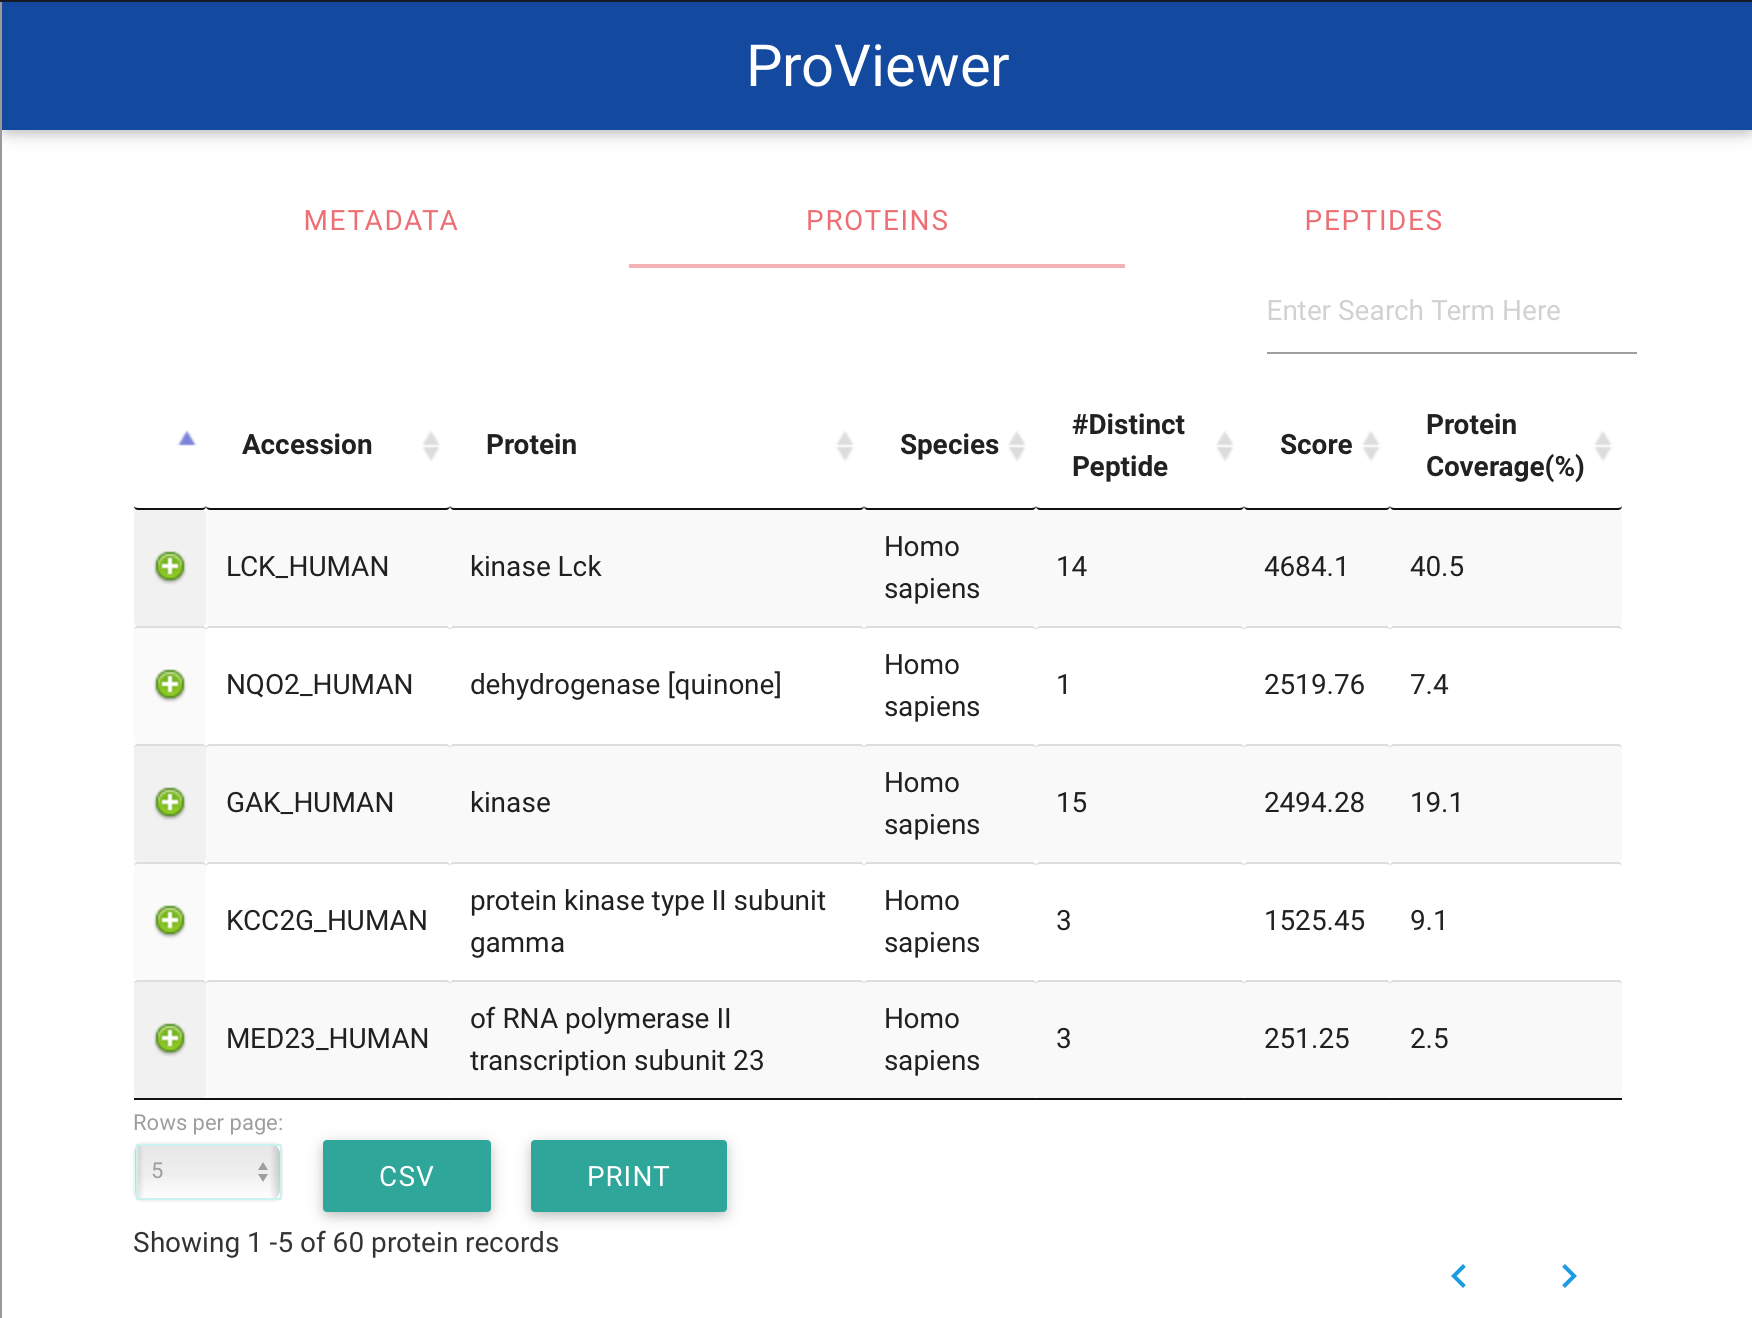 ProViewer
METADATA PROTEINS PEPTIDES
Enter Search Term Here
Accession Protein Species #Distinct Peptide Score Protein Coverage(%)
LCK_HUMAN kinase Lck Homo sapiens 14 4684.1 40.5
NQO2_HUMAN dehydrogenase [quinone] Homo sapiens 1 2519.76 7.4
GAK_HUMAN kinase Homo sapiens 15 2494.28 19.1
KCC2G_HUMAN protein kinase type II subunit gamma Homo sapiens 3 1525.45 9.1
MED23_HUMAN of RNA polymerase II transcription subunit 23 Homo sapiens 3 251.25 2.5
Rows per page:
5 CSV PRINT
Showing 1 -5 of 60 protein records